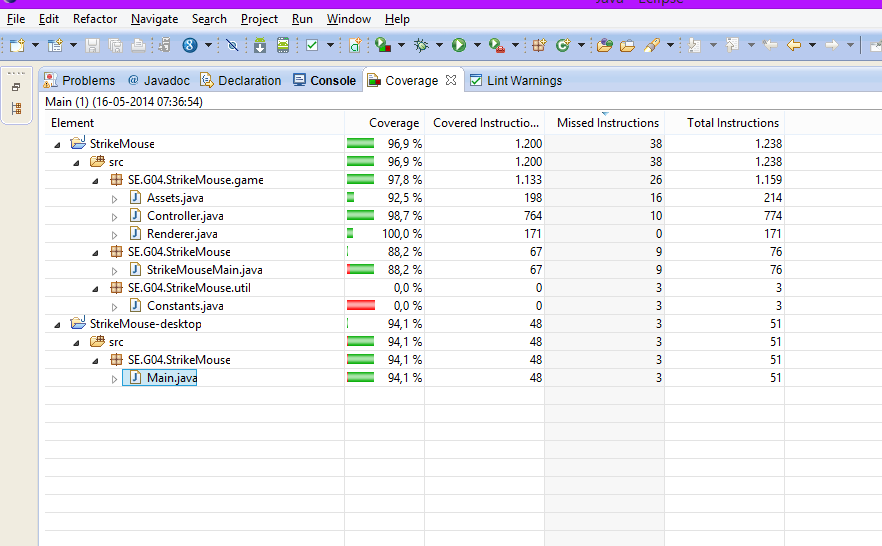 Java - Eclipse
File Edit Refactor Navigate Search Project Run Window Help
Problems @ Javadoc Declaration Console Coverage Lint Warnings
Main (1) (16-05-2014 07:36:54)
Element Coverage Covered Instructio... Missed Instructions Total Instructions
StrikeMouse 96,9 % 1.200 38 1.238
src 96,9 % 1.200 38 1.238
SE.G04.StrikeMouse.game 97,8 % 1.133 26 1.159
Assets.java 92,5 % 198 16 214
Controller.java 98,7 % 764 10 774
Renderer.java 100,0 % 171 0 171
SE.G04.StrikeMouse 88,2 % 67 9 76
StrikeMouseMain.java 88,2 % 67 9 76
SE.G04.StrikeMouse.util 0,0 % 0 3 3
Constants.java 0,0 % 0 3 3
StrikeMouse-desktop 94,1 % 48 3 51
src 94,1 % 48 3 51
SE.G04.StrikeMouse 94,1 % 48 3 51
Main.java 94,1 % 48 3 51